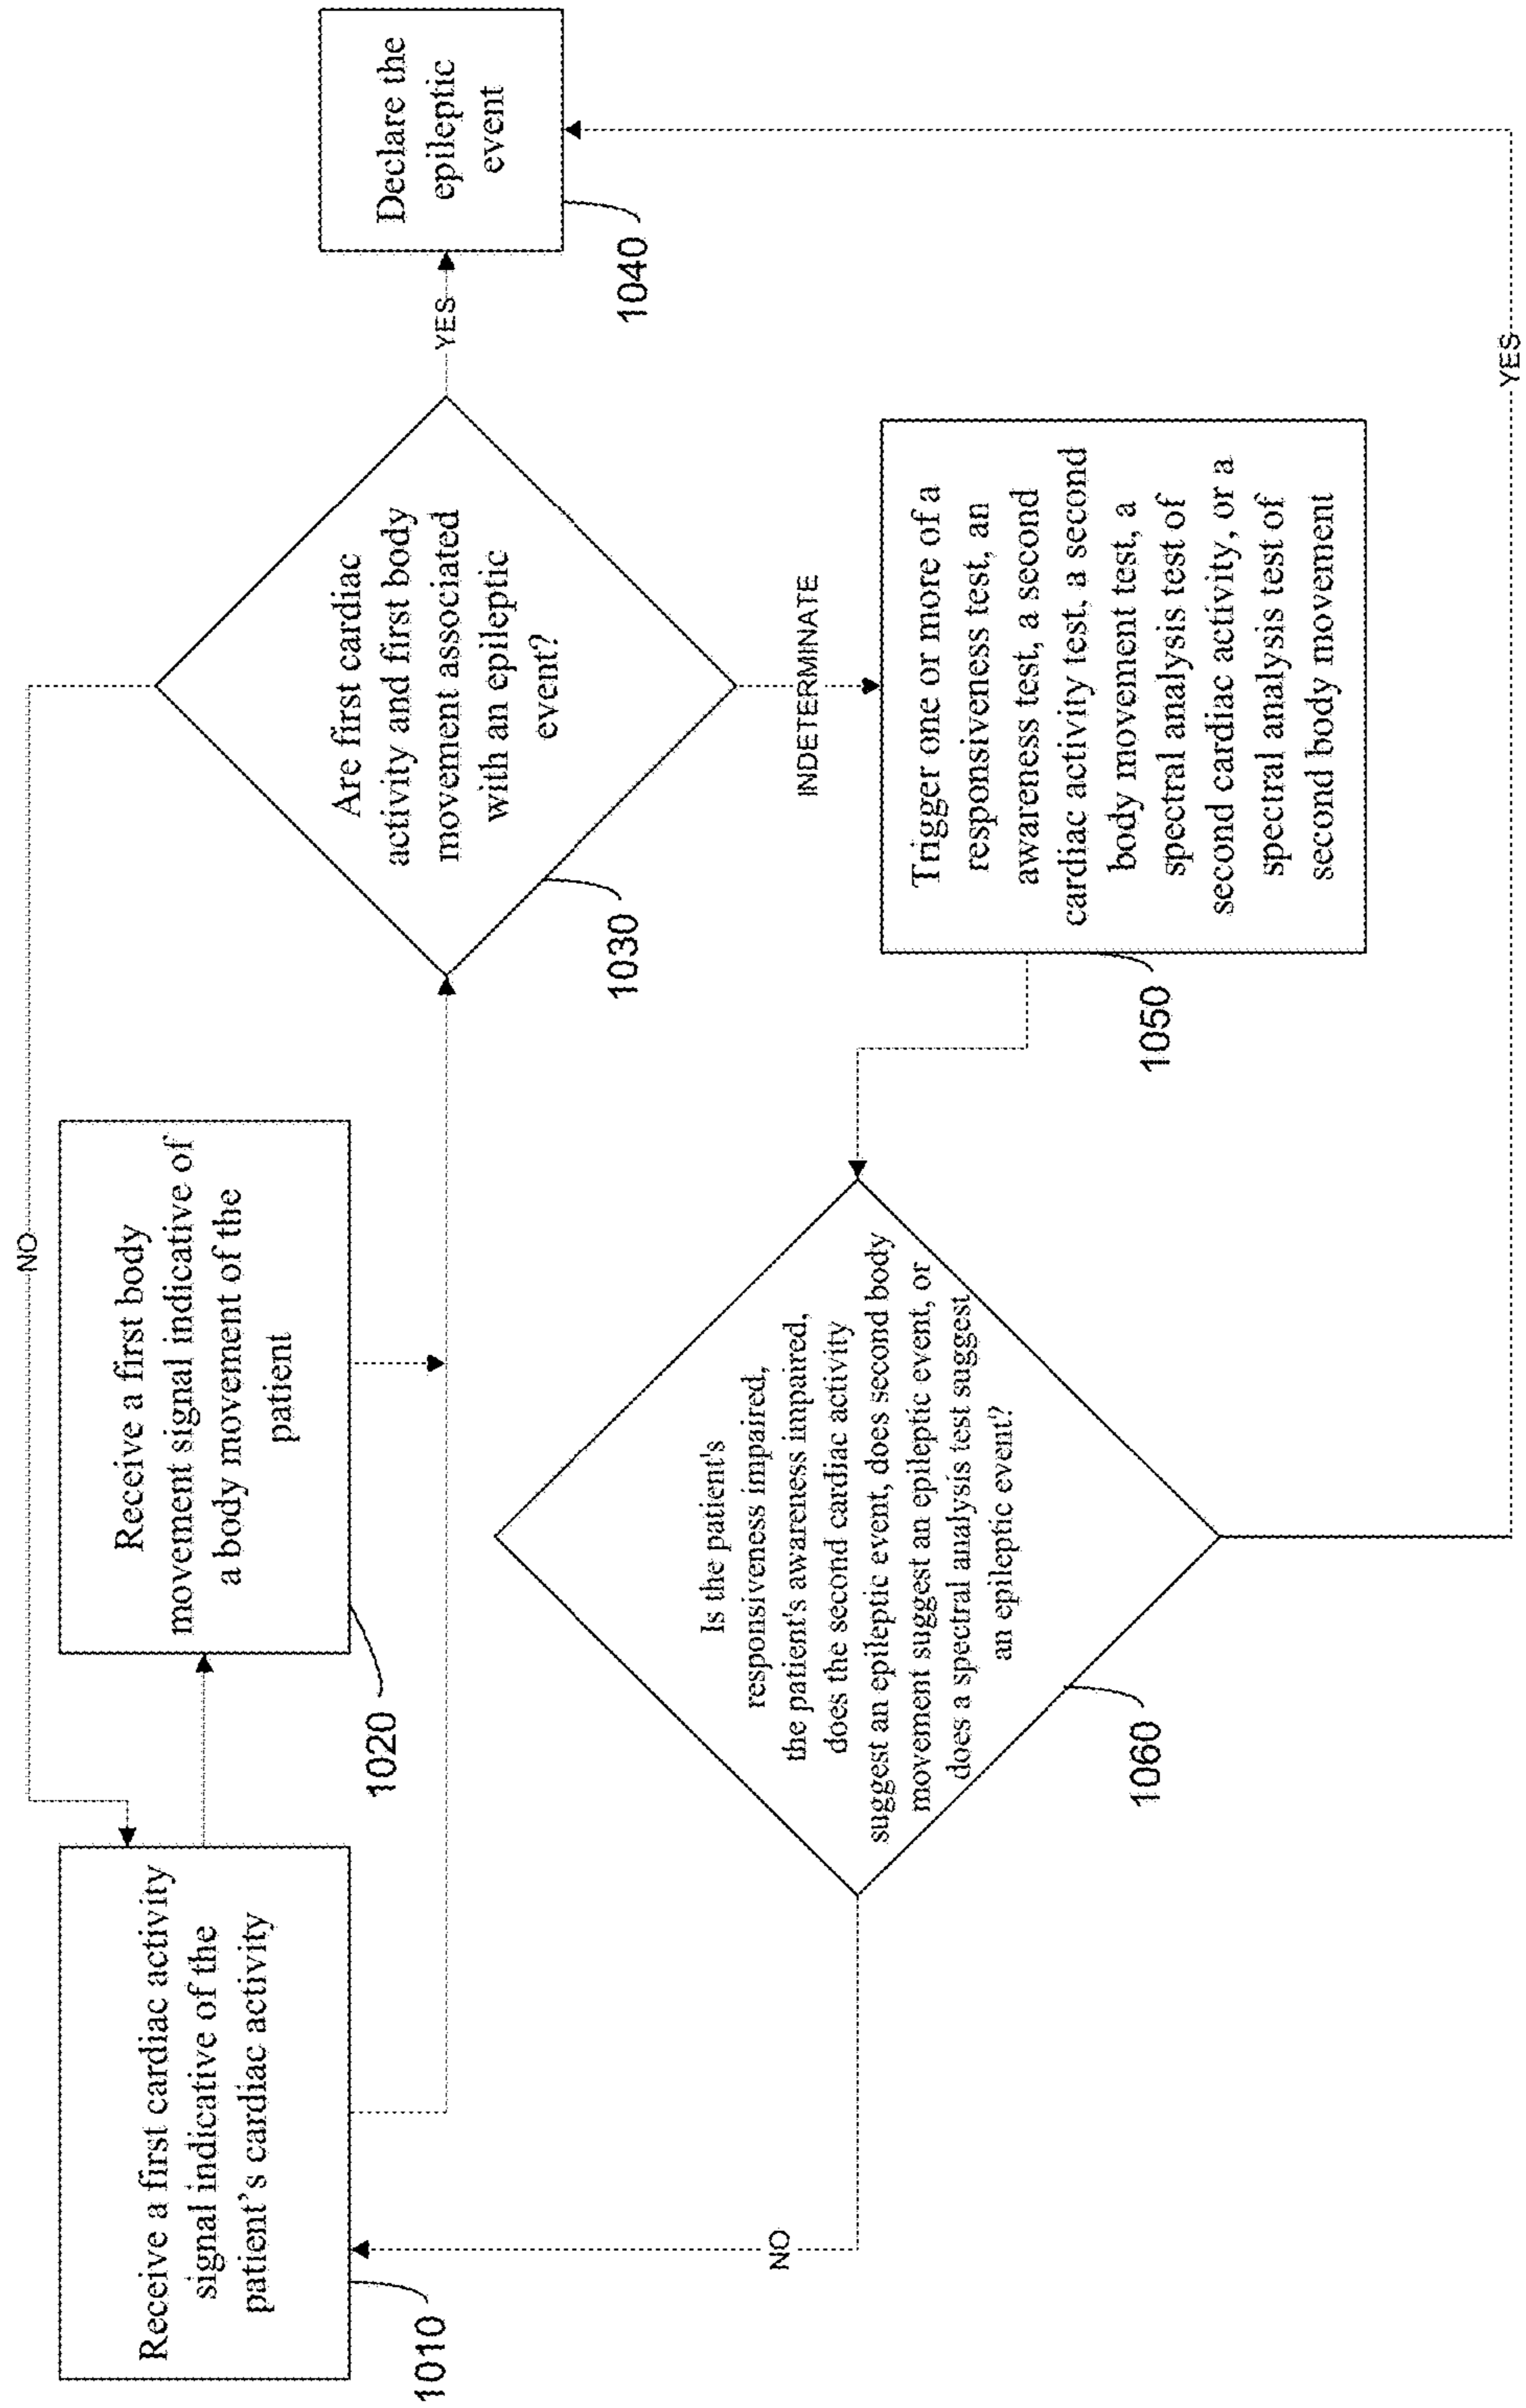 NO
Receive a first cardiac activity
signal indicative of the
patient's cardiac activity
1010
Receive a first body
movement signal indicative of
a body movement of the
patient
1020
Are first cardiac
activity and first body
movement associated
with an epileptic
event?
1030
YES
Declare the
epileptic
event
1040
INDETERMINATE
Trigger one or more of a
responsiveness test, an
awareness test, a second
cardiac activity test, a second
body movement test, a
spectral analysis test of
second cardiac activity, or a
spectral analysis test of
second body movement
1050
Is the patient's
responsiveness impaired,
the patient's awareness impaired,
does the second cardiac activity
suggest an epileptic event, does second body
movement suggest an epileptic event, or
does a spectral analysis test suggest
an epileptic event?
1060
NO
YES